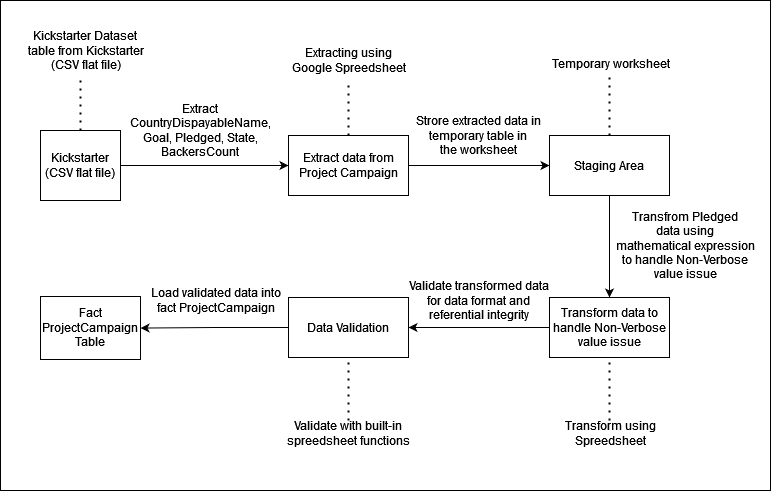 Kickstarter Dataset
table from Kickstarter
(CSV flat file)
Extracting using
Google Spreedsheet
Temporary worksheet
Extract
CountryDispayableName,
Goal, Pledged, State,
BackersCount
Strore extracted data in
temporary table in
the worksheet
Kickstarter
(CSV flat file)
Extract data from
Project Campaign
Staging Area
Transfrom Pledged
data using
mathematical expression
to handle Non-Verbose
value issue
Load validated data into
fact ProjectCampaign
Validate transformed data
for data format and
referential integrity
Fact
ProjectCampaign
Table
Data Validation
Transform data to
handle Non-Verbose
value issue
Validate with built-in
spreedsheet functions
Transform using
Spreedsheet